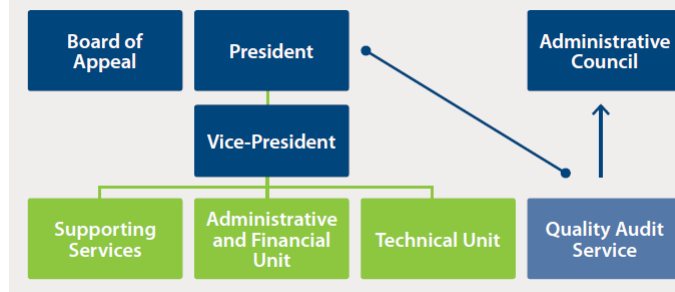 Board of
Appeal
President
Administrative
Council
Vice-President
Supporting
Services
Administrative
and Financial
Unit
Technical Unit
Quality Audit
Service